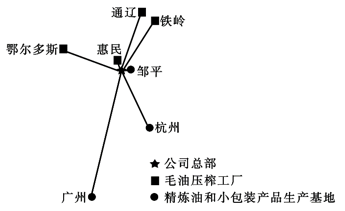 通辽
铁岭
鄂尔多斯
惠民
邹平
杭州
广州
公司总部
毛油压榨工厂
精炼油和小包装产品生产基地